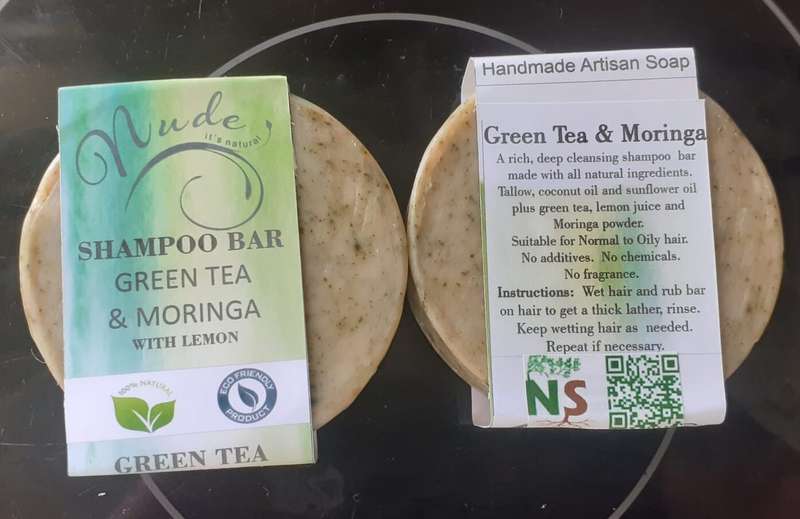 Nude
it's natural
SHAMPOO BAR
GREEN TEA
& MORINGA
WITH LEMON
100% NATURAL
ECO FRIENDLY
PRODUCT
GREEN TEA
Handmade Artisan Soap
Green Tea & Moringa
A rich, deep cleansing shampoo bar
made with all natural ingredients.
Tallow, coconut oil and sunflower oil
plus green tea, lemon juice and
Moringa powder.
Suitable for Normal to Oily hair.
No additives. No chemicals.
No fragrance.
Instructions: Wet hair and rub bar
on hair to get a thick lather, rinse.
Keep wetting hair as needed.
Repeat if necessary.
NS